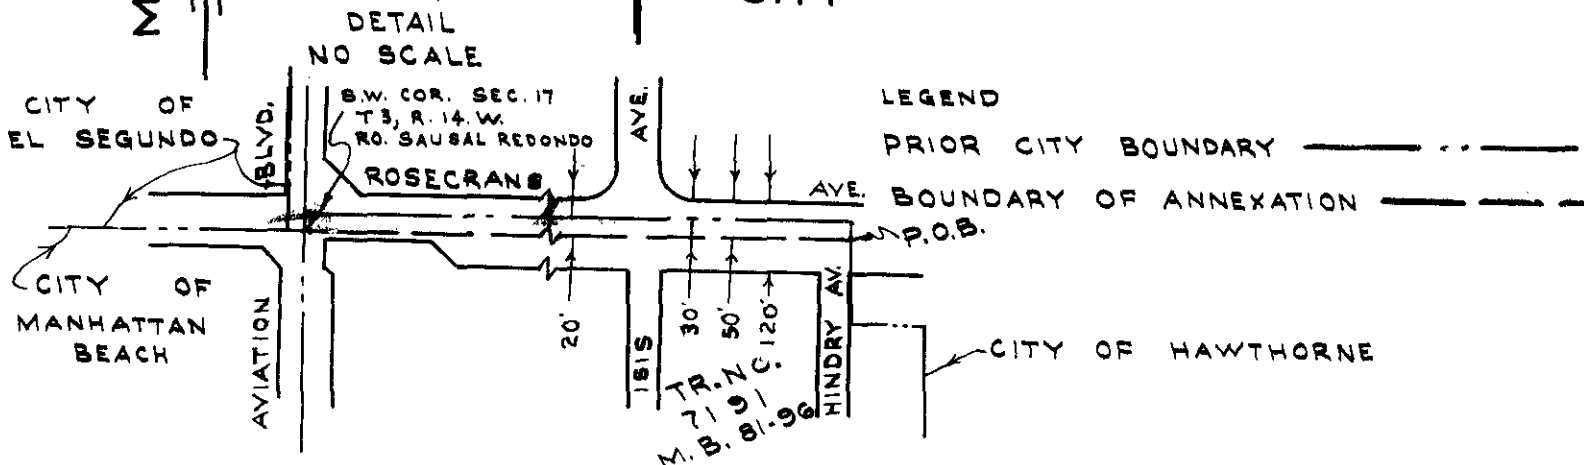 DETAIL
NO SCALE
CITY OF
EL SEGUNDO
BLVD.
S.W. COR. SEC. 17
T 3, R. 14. W.
RO. SAUSAL REDONDO
AVE.
ROSECRANS
AVE.
LEGEND
PRIOR CITY BOUNDARY
BOUNDARY OF ANNEXATION
P.O.B.
CITY OF
MANHATTAN
BEACH
AVIATION
20'
ISIS
30'
50'
120'
HINDRY AV.
TR. NO.
7191
M. B. 81-96
CITY OF HAWTHORNE